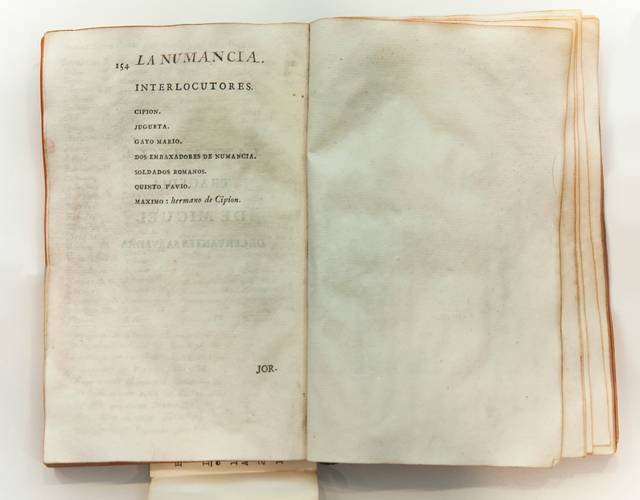 154 LA NUMANCIA.
INTERLOCUTORES.
CIPION.
JUGURTA.
GAYO MARIO.
DOS EMBAXADORES DE NUMANCIA.
SOLDADOS ROMANOS.
QUINTO FAVIO.
MAXIMO: hermano de Cipion.
JOR-